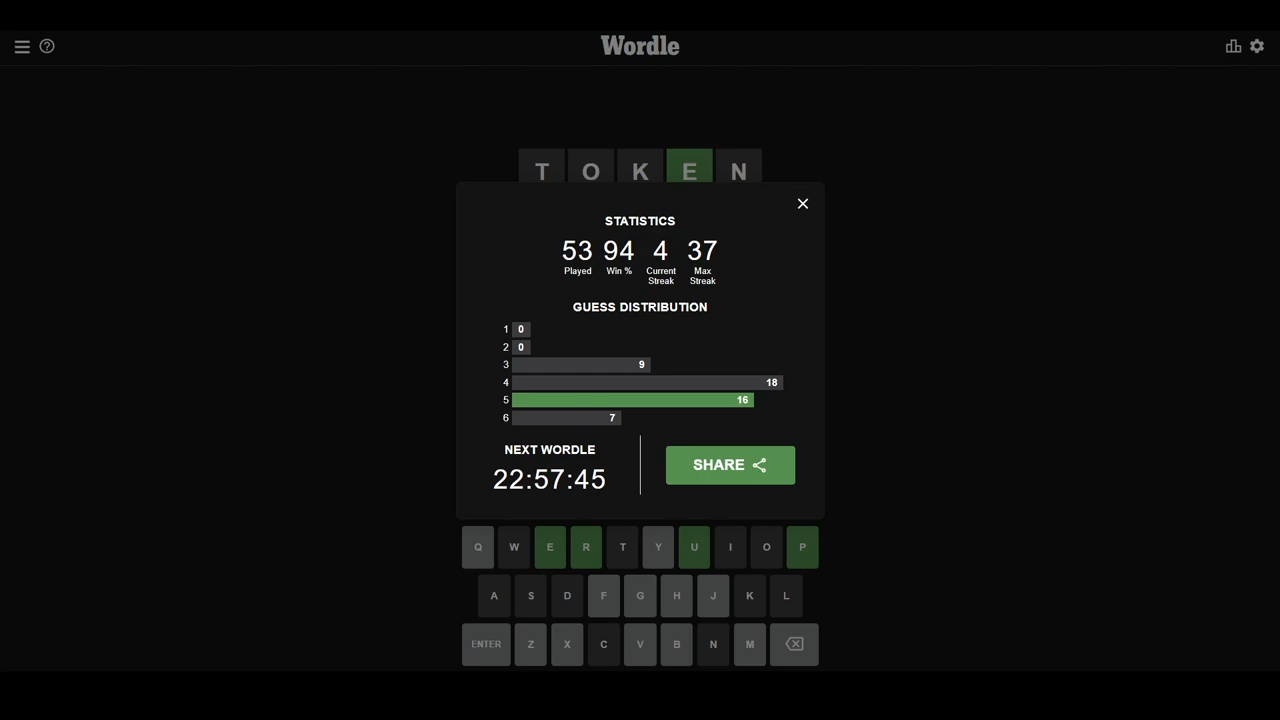 Wordle
T O K E N
STATISTICS
53 94 4 37
Played Win % Current Streak Max Streak
GUESS DISTRIBUTION
1 0
2 0
3 9
4 18
5 16
6 7
NEXT WORDLE
22:57:45
SHARE
Q W E R T Y U I O P
A S D F G H J K L
ENTER Z X C V B N M